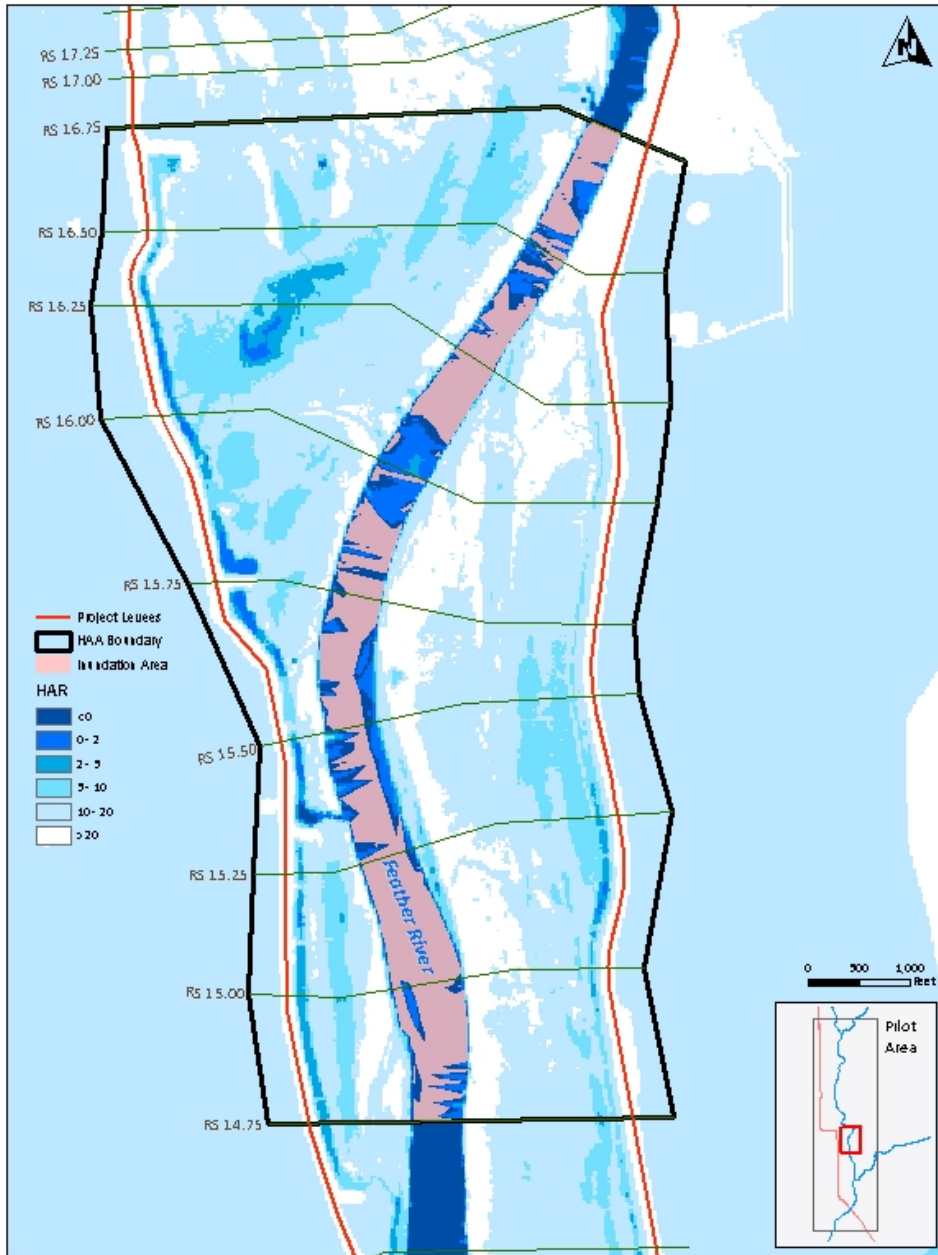 N
RS 17.25
RS 17.00
RS 16.75
RS 16.50
RS 16.25
RS 16.00
RS 15.75
Project Levees
HAA Boundary
Inundation Area
HAR
<0
0 - 2
2 - 5
5 - 10
10 - 20
>20
RS 15.50
RS 15.25
Feather River
RS 15.00
0 500 1,000
Feet
Pilot
Area
RS 14.75